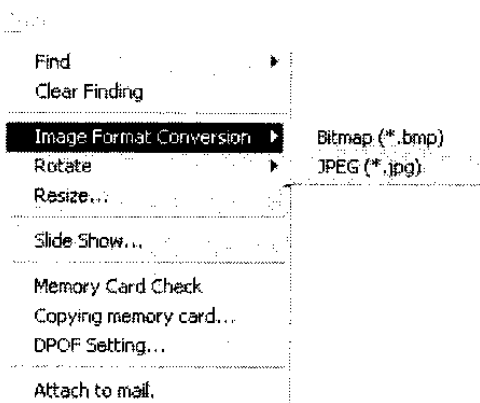 Find
Clear Finding
Image Format Conversion
Bitmap (*.bmp)
Rotate
JPEG (*.jpg)
Resize...
Slide Show...
Memory Card Check
Copying memory card...
DPOF Setting...
Attach to mail.